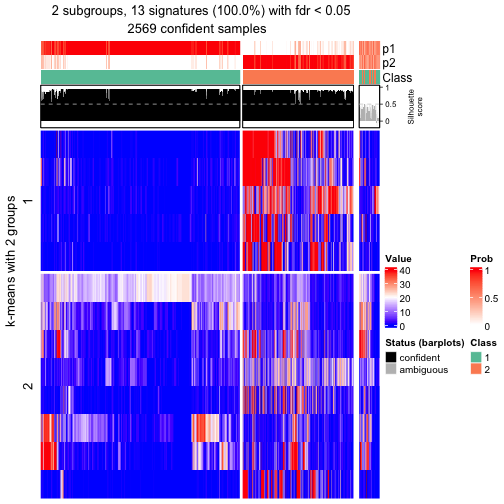 2 subgroups, 13 signatures (100.0%) with fdr < 0.05
2569 confident samples
p1
p2
Class
1
0.5
0
Silhouette
score
k-means with 2 groups
1
2
Value
40
30
20
10
0
Prob
1
0.5
0
Status (barplots)
confident
ambiguous
Class
1
2